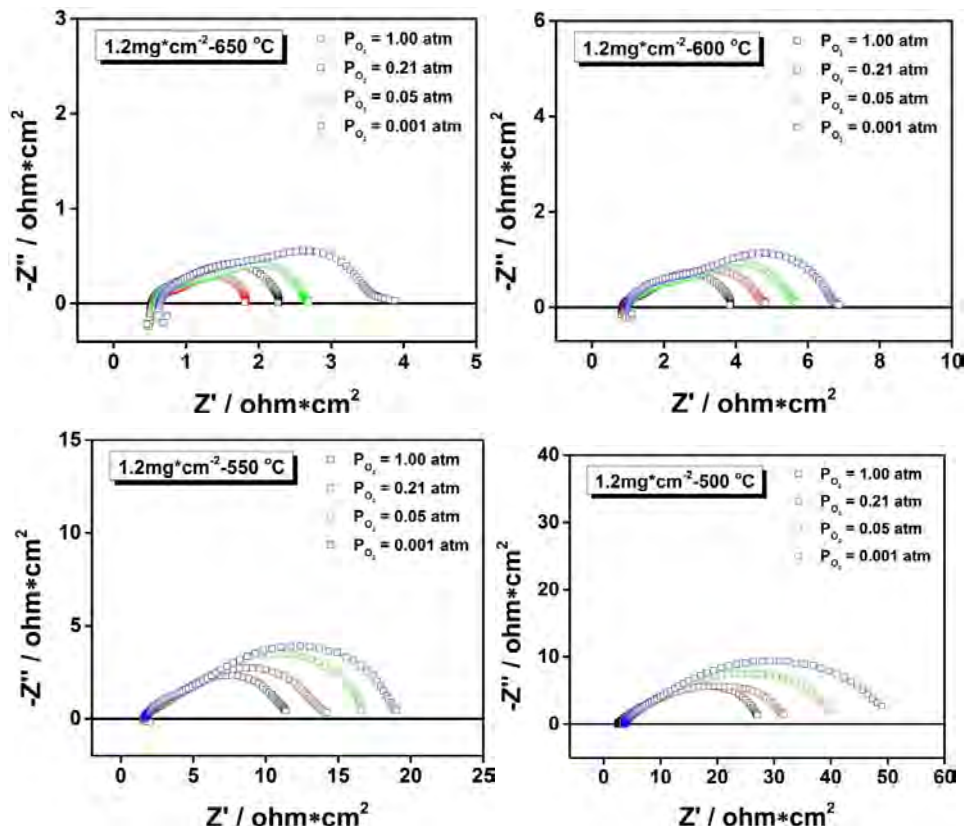 1.2mg*cm-2-650 oC
PO2 = 1.00 atm
PO2 = 0.21 atm
PO2 = 0.05 atm
PO2 = 0.001 atm
-Z'' / ohm*cm2
3
2
1
0
0 1 2 3 4 5
Z' / ohm*cm2
1.2mg*cm-2-600 oC
PO2 = 1.00 atm
PO2 = 0.21 atm
PO2 = 0.05 atm
PO2 = 0.001 atm
-Z'' / ohm*cm2
6
4
2
0
0 2 4 6 8 10
Z' / ohm*cm2
1.2mg*cm-2-550 oC
PO2 = 1.00 atm
PO2 = 0.21 atm
PO2 = 0.05 atm
PO2 = 0.001 atm
-Z'' / ohm*cm2
15
10
5
0
0 5 10 15 20 25
Z' / ohm*cm2
1.2mg*cm-2-500 oC
PO2 = 1.00 atm
PO2 = 0.21 atm
PO2 = 0.05 atm
PO2 = 0.001 atm
-Z'' / ohm*cm2
40
30
20
10
0
0 10 20 30 40 50 60
Z' / ohm*cm2